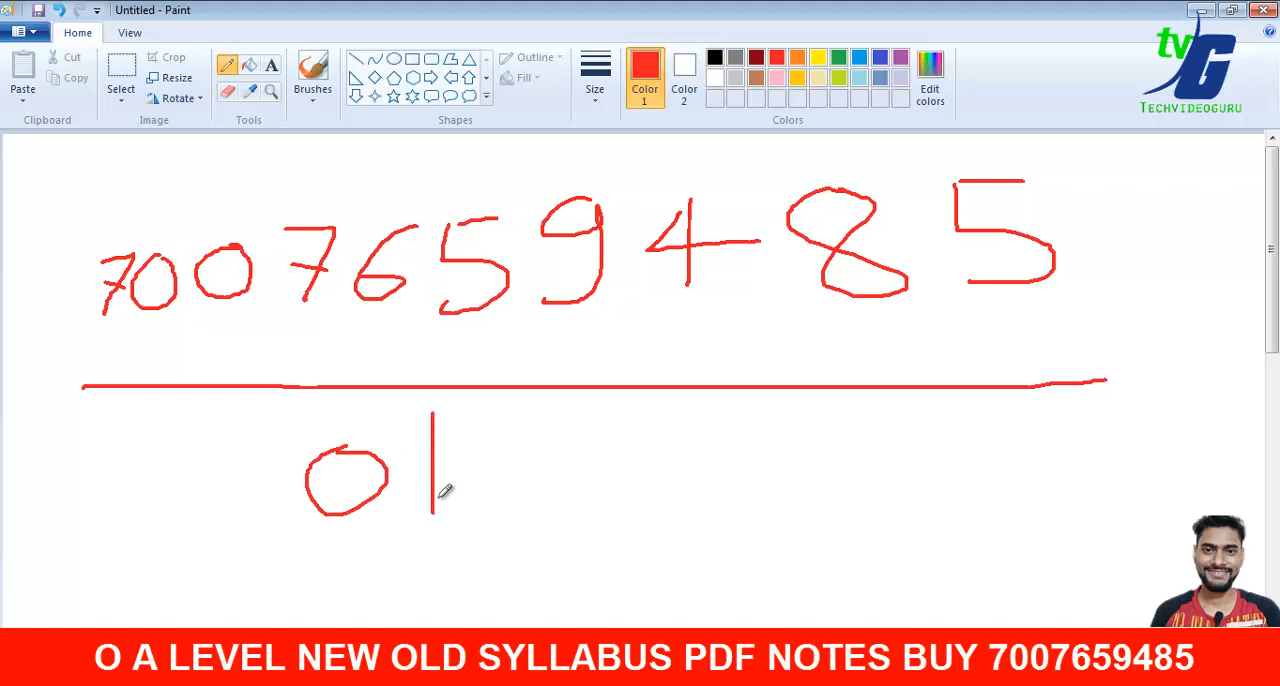 Untitled - Paint
Home View
Paste
Cut
Copy
Clipboard
Select
Crop
Resize
Rotate
Image
Tools
Brushes
Shapes
Outline
Fill
Size
Color 1
Color 2
Edit colors
Colors
tvG
TECHVIDEOGURU
7007659485
01
O A LEVEL NEW OLD SYLLABUS PDF NOTES BUY 7007659485